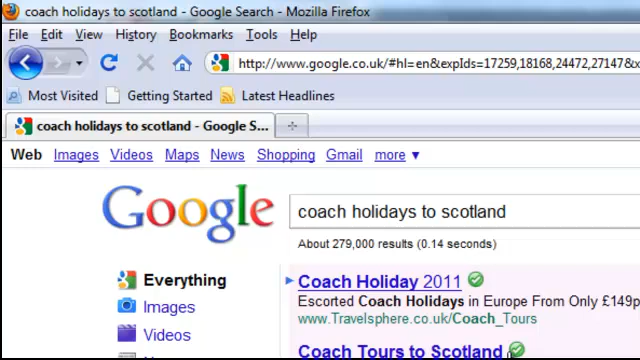 coach holidays to scotland - Google Search - Mozilla Firefox
File Edit View History Bookmarks Tools Help
http://www.google.co.uk/#hl=en&expIds=17259,18168,24472,27147&x
Most Visited Getting Started Latest Headlines
coach holidays to scotland - Google S...
Web Images Videos Maps News Shopping Gmail more
Google coach holidays to scotland
About 279,000 results (0.14 seconds)
Everything
Images
Videos
Coach Holiday 2011
Escorted Coach Holidays in Europe From Only £149p
www.Travelsphere.co.uk/Coach_Tours
Coach Tours to Scotland